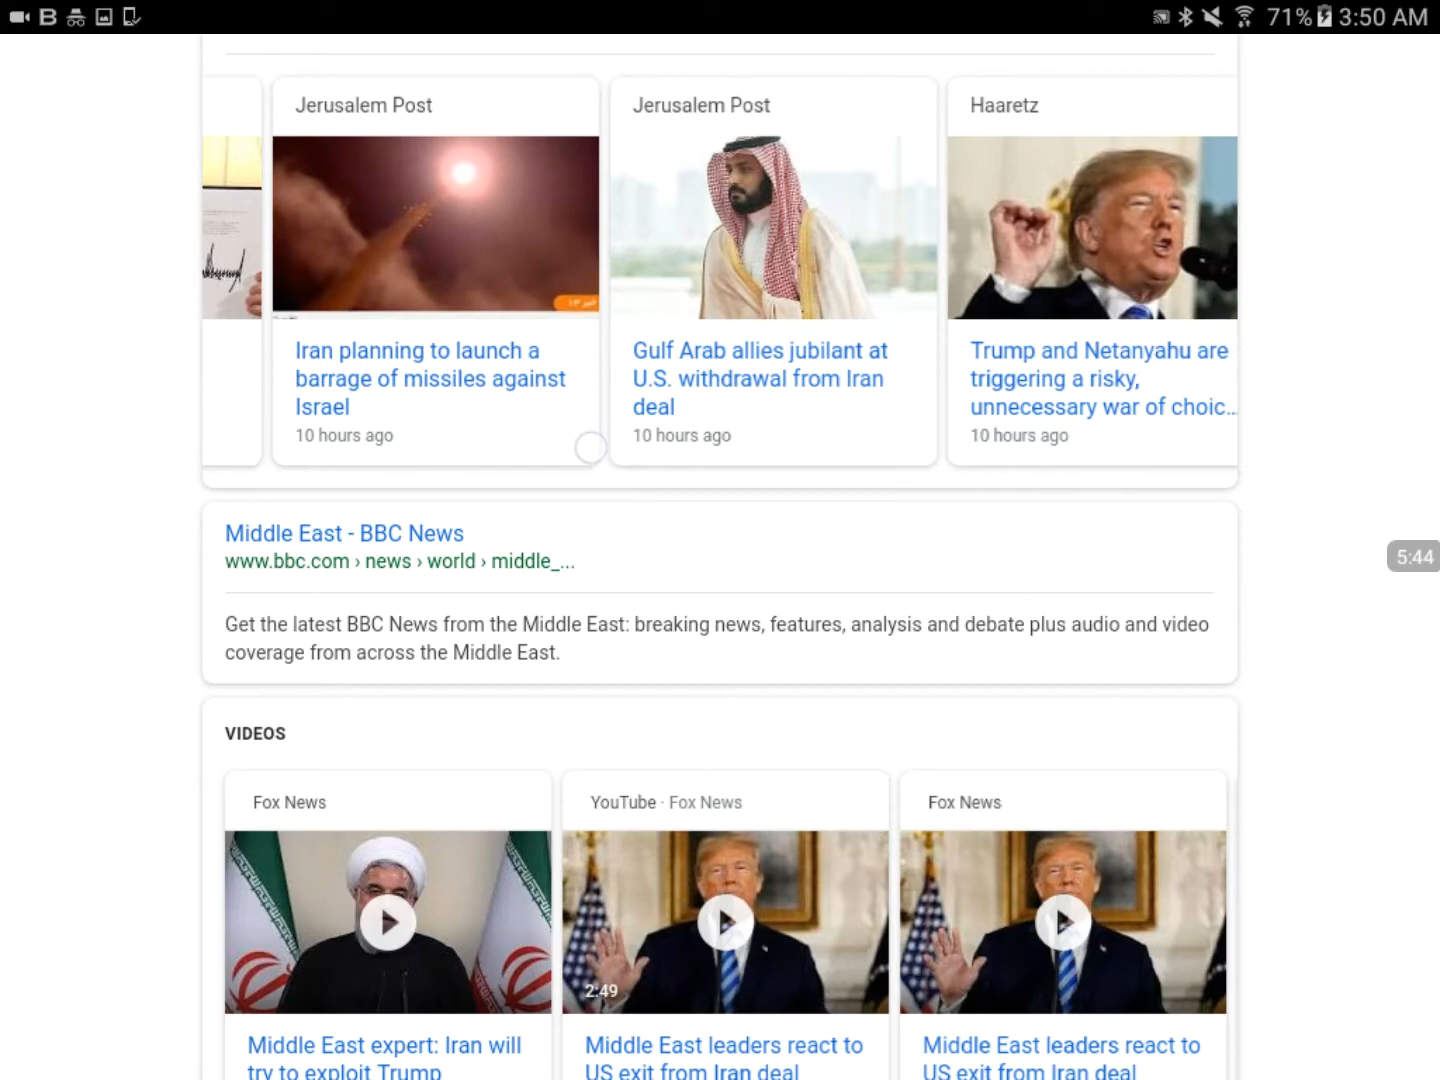 B
71%
3:50 AM
Jerusalem Post
Jerusalem Post
Haaretz
Iran planning to launch a
barrage of missiles against
Israel
10 hours ago
Gulf Arab allies jubilant at
U.S. withdrawal from Iran
deal
10 hours ago
Trump and Netanyahu are
triggering a risky,
unnecessary war of choic...
10 hours ago
Middle East - BBC News
www.bbc.com › news › world › middle_...
5:44
Get the latest BBC News from the Middle East: breaking news, features, analysis and debate plus audio and video
coverage from across the Middle East.
VIDEOS
Fox News
YouTube · Fox News
Fox News
2:49
Middle East expert: Iran will
try to exploit Trump
Middle East leaders react to
US exit from Iran deal
Middle East leaders react to
US exit from Iran deal